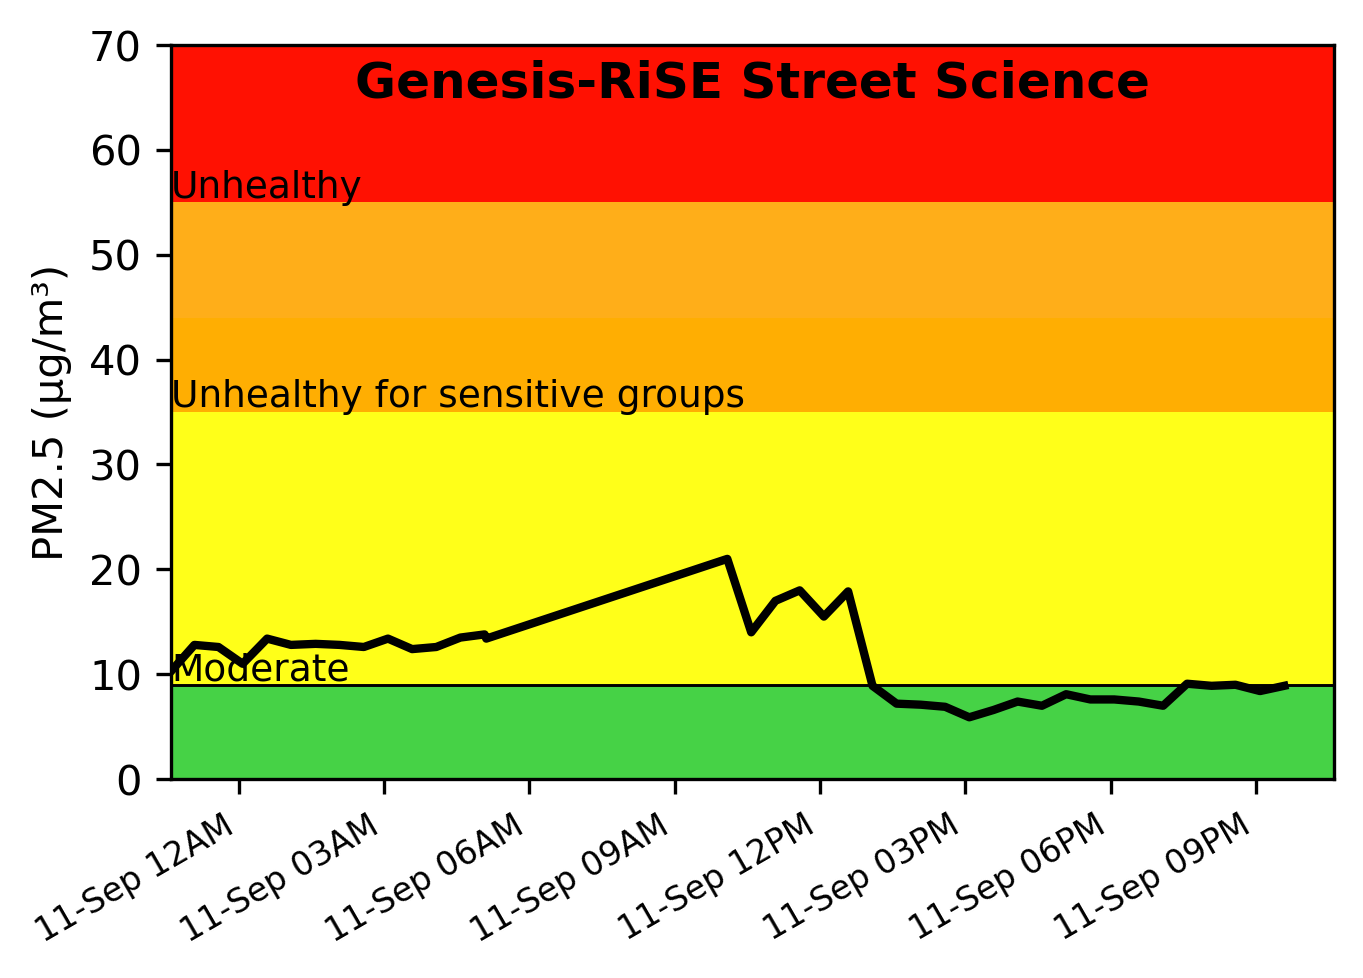 Genesis-RiSE Street Science
70
60
50
40
30
20
10
0
PM2.5 (µg/m³)
Unhealthy
Unhealthy for sensitive groups
Moderate
11-Sep 12AM
11-Sep 03AM
11-Sep 06AM
11-Sep 09AM
11-Sep 12PM
11-Sep 03PM
11-Sep 06PM
11-Sep 09PM